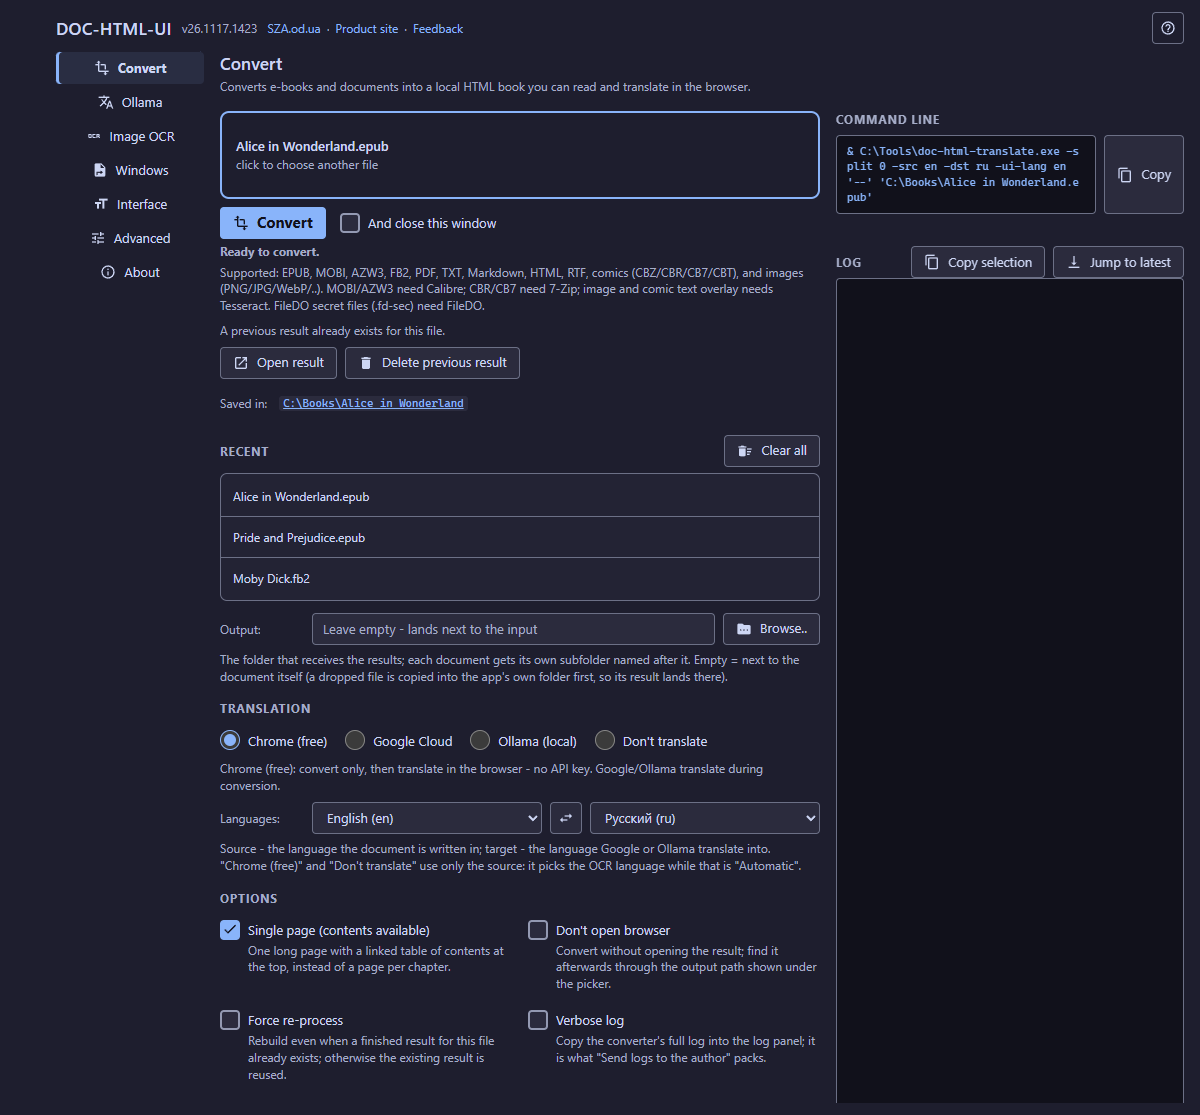 DOC-HTML-UI v26.1117.1423 SZA.od.ua · Product site · Feedback
Convert
Ollama
Image OCR
Windows
Interface
Advanced
About
Convert
Converts e-books and documents into a local HTML book you can read and translate in the browser.
Alice in Wonderland.epub
click to choose another file
Convert
And close this window
Ready to convert.
Supported: EPUB, MOBI, AZW3, FB2, PDF, TXT, Markdown, HTML, RTF, comics (CBZ/CBR/CB7/CBT), and images
(PNG/JPG/WebP/..). MOBI/AZW3 need Calibre; CBR/CB7 need 7-Zip; image and comic text overlay needs
Tesseract. FileDO secret files (.fd-sec) need FileDO.
A previous result already exists for this file.
Open result
Delete previous result
Saved in: C:\Books\Alice in Wonderland
RECENT
Clear all
Alice in Wonderland.epub
Pride and Prejudice.epub
Moby Dick.fb2
Output:
Leave empty - lands next to the input
Browse..
The folder that receives the results; each document gets its own subfolder named after it. Empty = next to the
document itself (a dropped file is copied into the app's own folder first, so its result lands there).
TRANSLATION
Chrome (free)
Google Cloud
Ollama (local)
Don't translate
Chrome (free): convert only, then translate in the browser - no API key. Google/Ollama translate during
conversion.
Languages:
English (en)
Русский (ru)
Source - the language the document is written in; target - the language Google or Ollama translate into.
"Chrome (free)" and "Don't translate" use only the source: it picks the OCR language while that is "Automatic".
OPTIONS
Single page (contents available)
One long page with a linked table of contents at
the top, instead of a page per chapter.
Don't open browser
Convert without opening the result; find it
afterwards through the output path shown under
the picker.
Force re-process
Rebuild even when a finished result for this file
already exists; otherwise the existing result is
reused.
Verbose log
Copy the converter's full log into the log panel; it
is what "Send logs to the author" packs.
COMMAND LINE
& C:\Tools\doc-html-translate.exe -s
plit 0 -src en -dst ru -ui-lang en
'--' 'C:\Books\Alice in Wonderland.e
pub'
Copy
LOG
Copy selection
Jump to latest